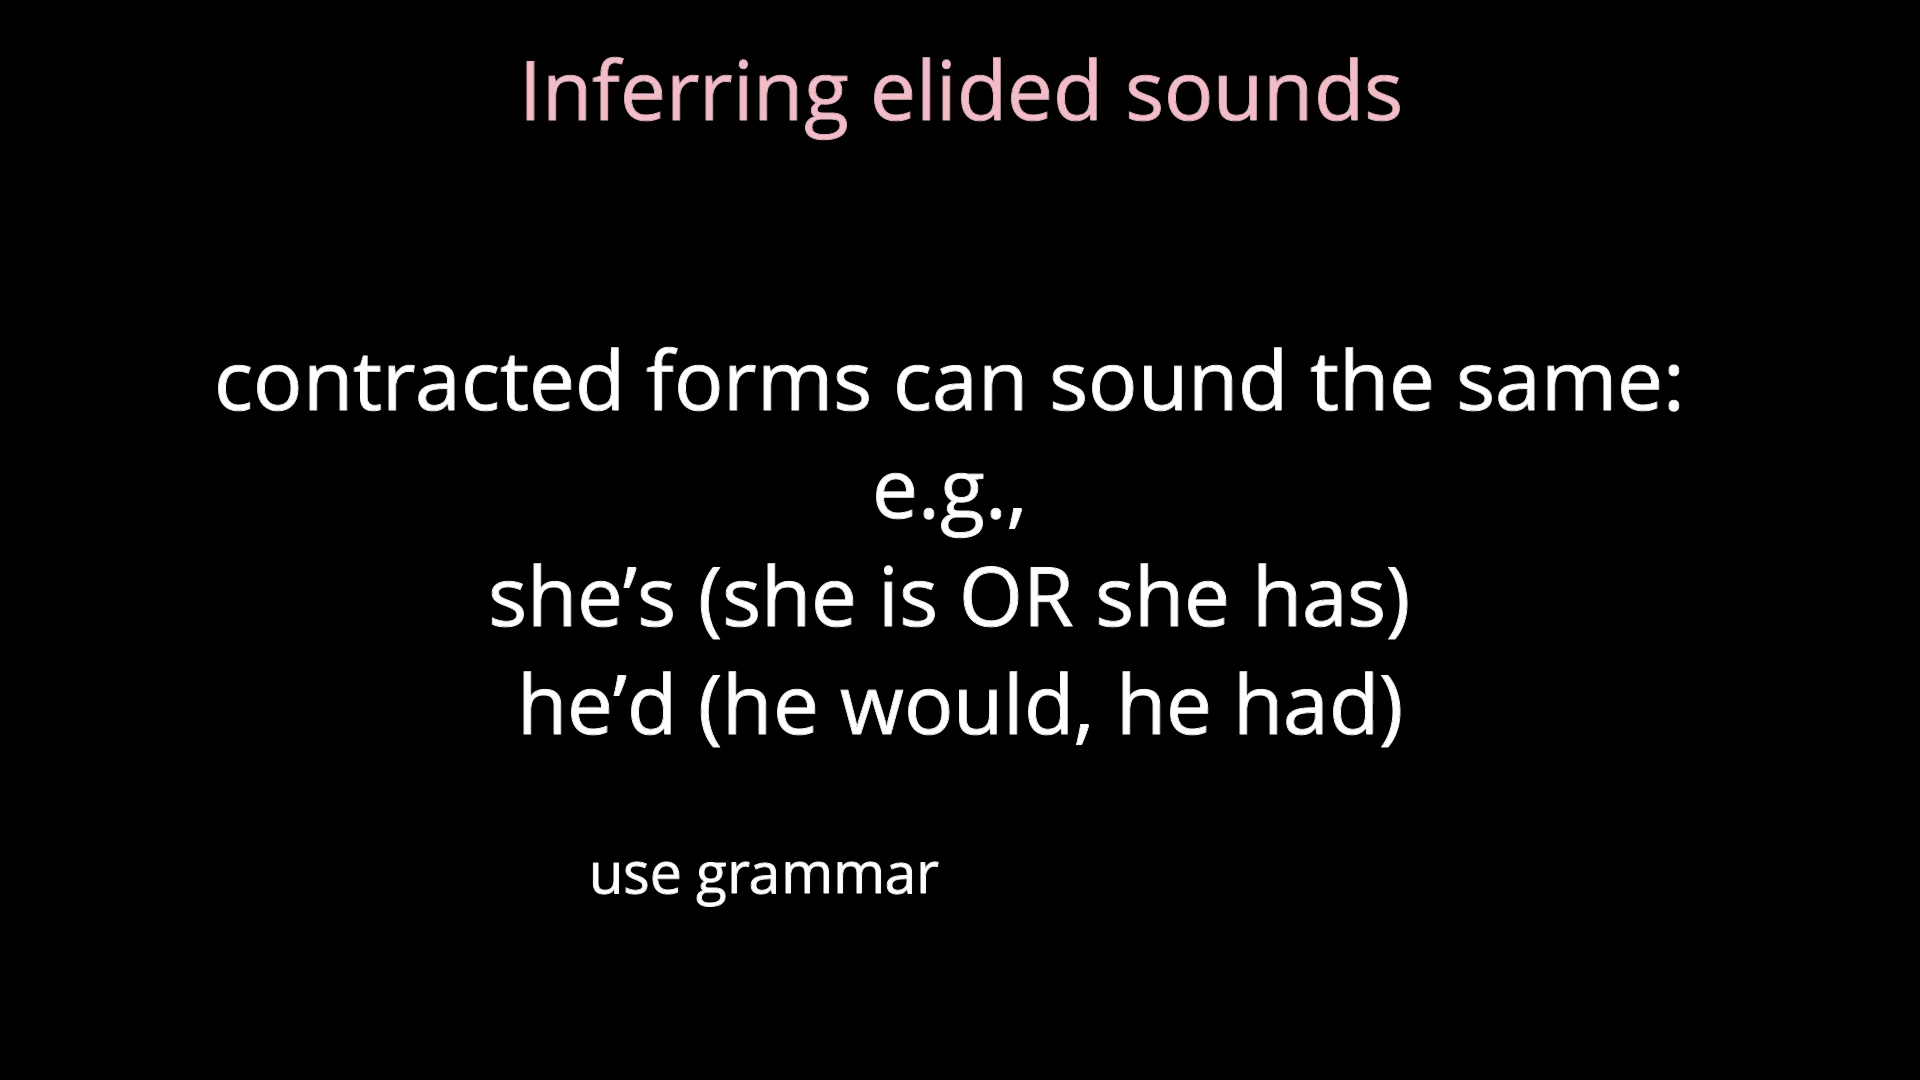 Inferring elided sounds
contracted forms can sound the same:
e.g.,
she’s (she is OR she has)
he’d (he would, he had)
use grammar